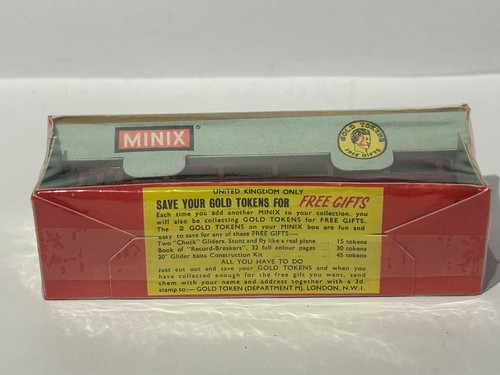 MINIX®
GOLD TOKENS
FREE GIFTS
UNITED KINGDOM ONLY
SAVE YOUR GOLD TOKENS FOR FREE GIFTS
Each time you add another MINIX to your collection, you
will also be collecting GOLD TOKENS for FREE GIFTS.
The 2 GOLD TOKENS on your MINIX box are fun and
easy to save for any of these FREE GIFTS:—
Two "Chuck" Gliders. Stunt and fly like a real plane ... 15 tokens
Book of "Record-Breakers". 32 full colour pages ... 30 tokens
20" Glider balsa Construction Kit ... ... 45 tokens
ALL YOU HAVE TO DO
Just cut out and save your GOLD TOKENS and when you
have collected enough for the free gift you want, send
them with your name and address together with a 3d.
stamp to:— GOLD TOKEN (DEPARTMENT M), LONDON, N.W.1.